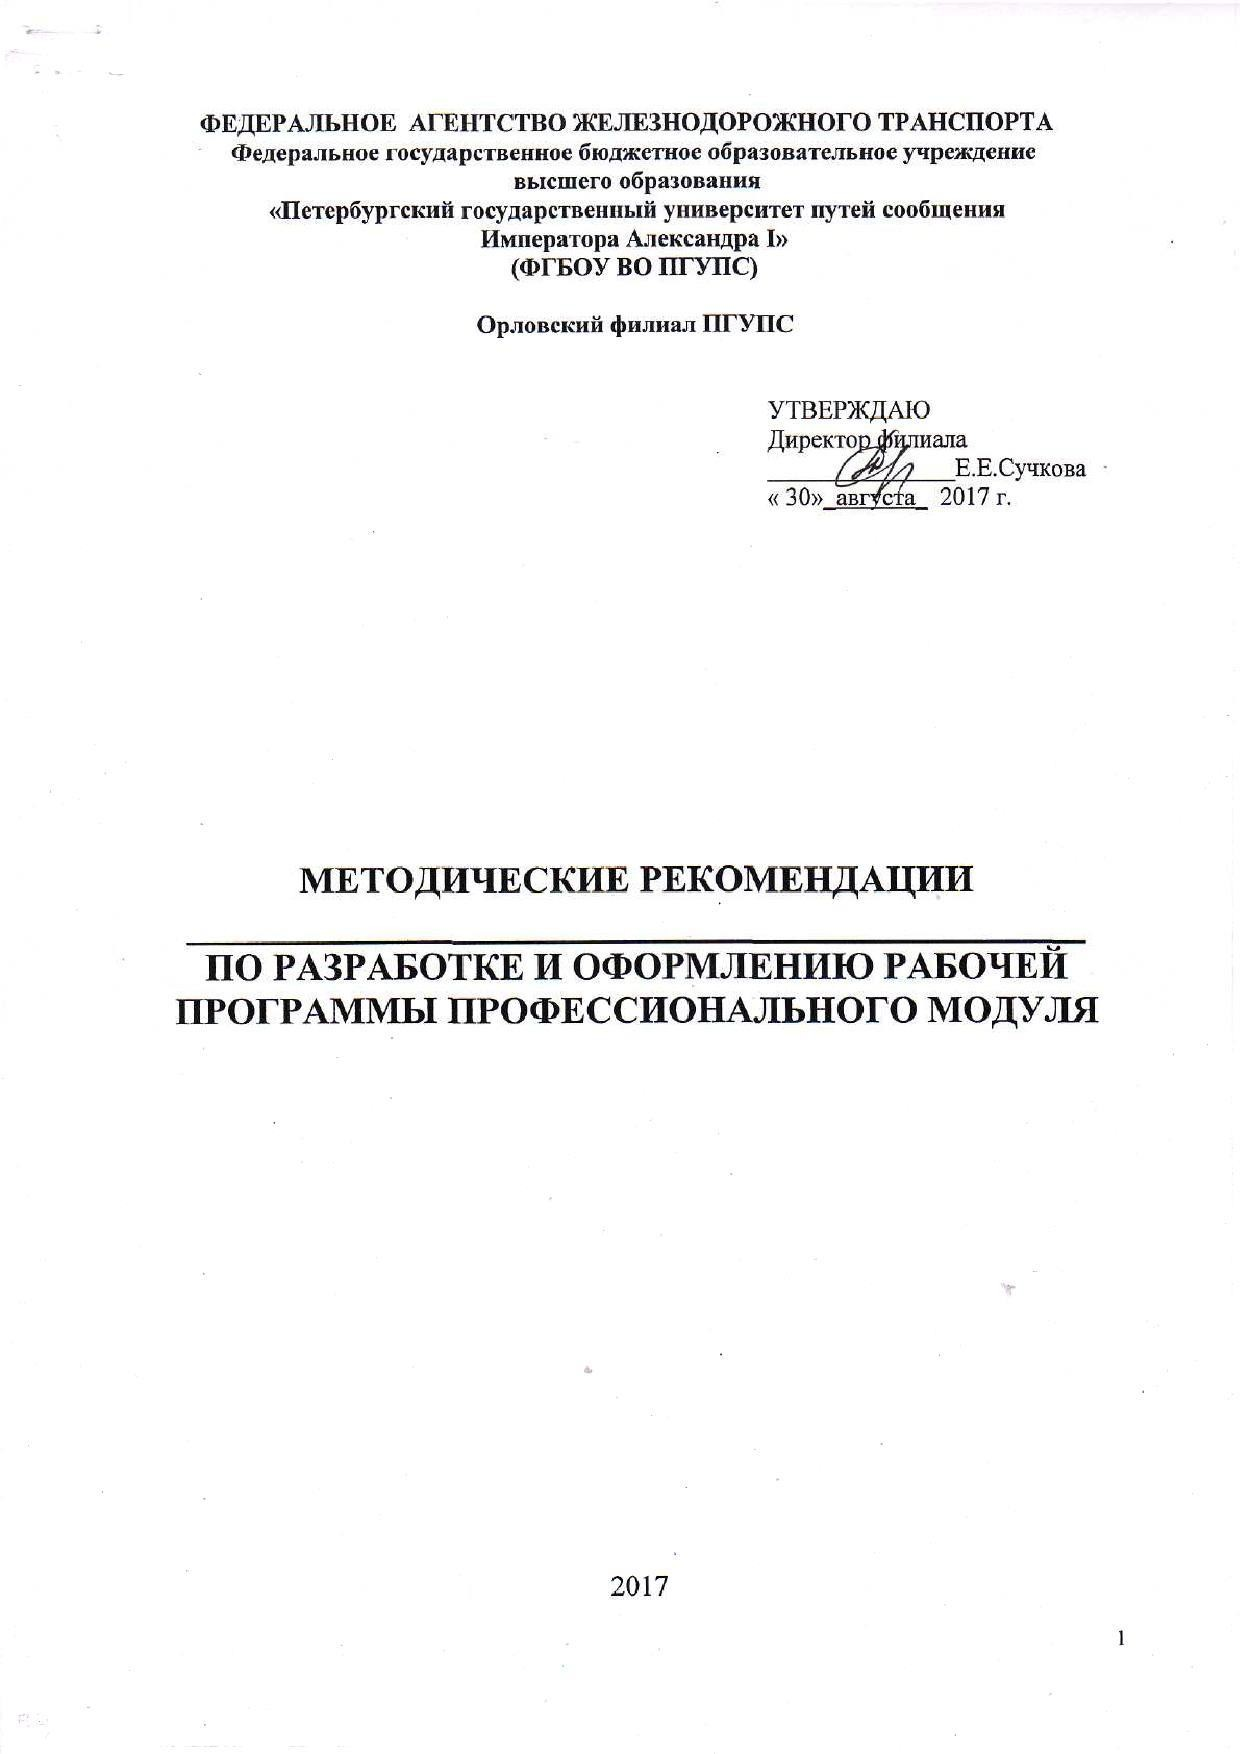 ФЕДЕРАЛЬНОЕ АГЕНТСТВО ЖЕЛЕЗНОДОРОЖНОГО ТРАНСПОРТА
Федеральное государственное бюджетное образовательное учреждение
высшего образования
«Петербургский государственный университет путей сообщения
Императора Александра I»
(ФГБОУ ВО ПГУПС)
Орловский филиал ПГУПС
УТВЕРЖДАЮ
Директор филиала
______________Е.Е.Сучкова
« 30»_августа_ 2017 г.
МЕТОДИЧЕСКИЕ РЕКОМЕНДАЦИИ
ПО РАЗРАБОТКЕ И ОФОРМЛЕНИЮ РАБОЧЕЙ
ПРОГРАММЫ ПРОФЕССИОНАЛЬНОГО МОДУЛЯ
2017
1